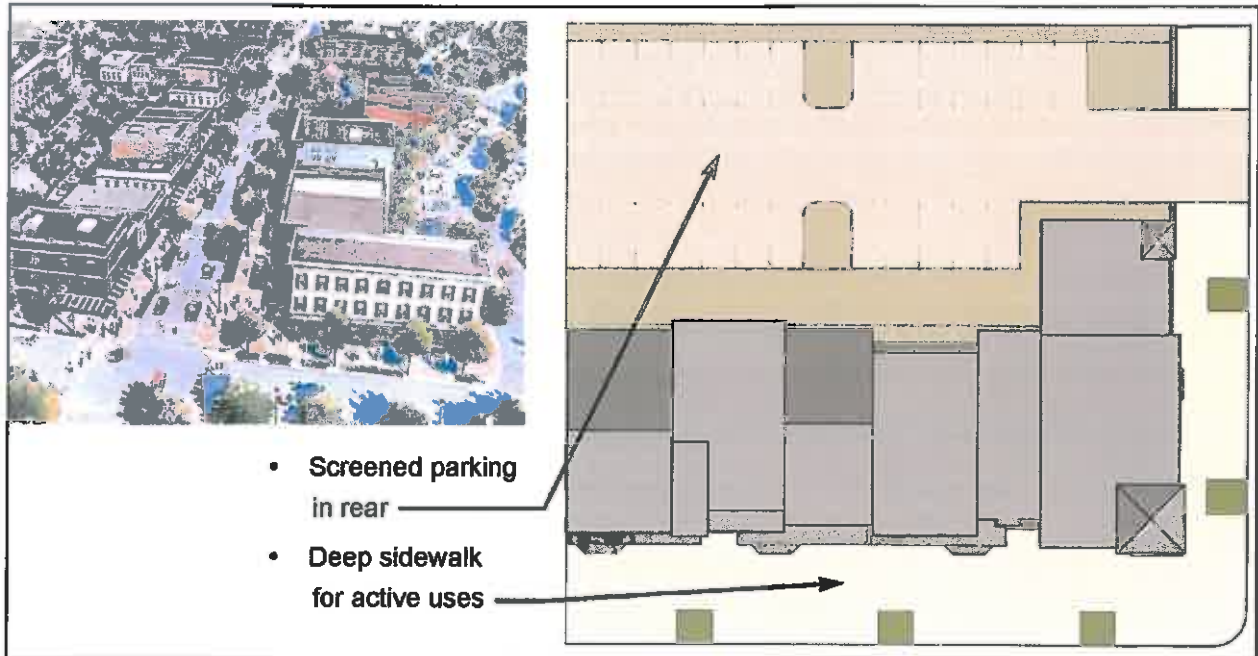 • Screened parking
in rear
• Deep sidewalk
for active uses